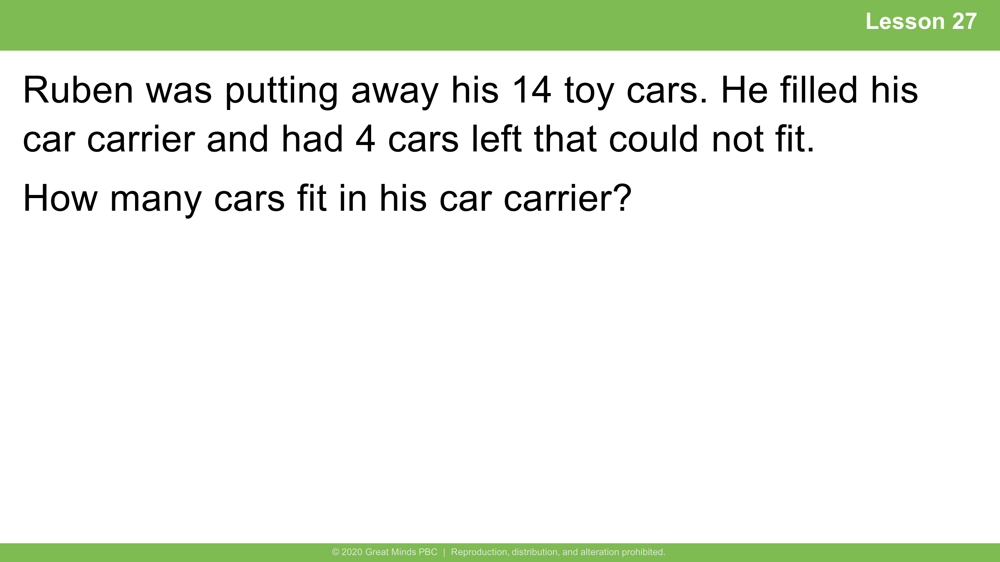 Lesson 27
Ruben was putting away his 14 toy cars. He filled his
car carrier and had 4 cars left that could not fit.
How many cars fit in his car carrier?
© 2020 Great Minds PBC | Reproduction, distribution, and alteration prohibited.